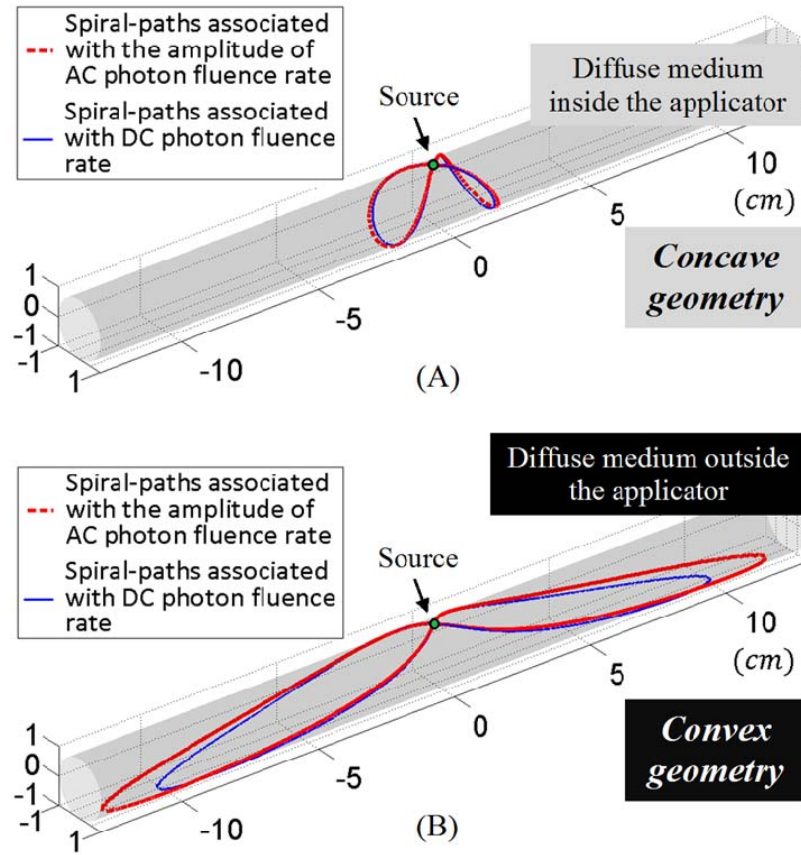 Spiral-paths associated
with the amplitude of
AC photon fluence rate
Spiral-paths associated
with DC photon fluence
rate
Source
Diffuse medium
inside the applicator
10
(cm)
5
0
-5
-10
1
0
-1
-1
1
Concave
geometry
(A)
Spiral-paths associated
with the amplitude of
AC photon fluence rate
Spiral-paths associated
with DC photon fluence
rate
Source
Diffuse medium outside
the applicator
10
(cm)
5
0
-5
-10
1
0
-1
-1
1
Convex
geometry
(B)